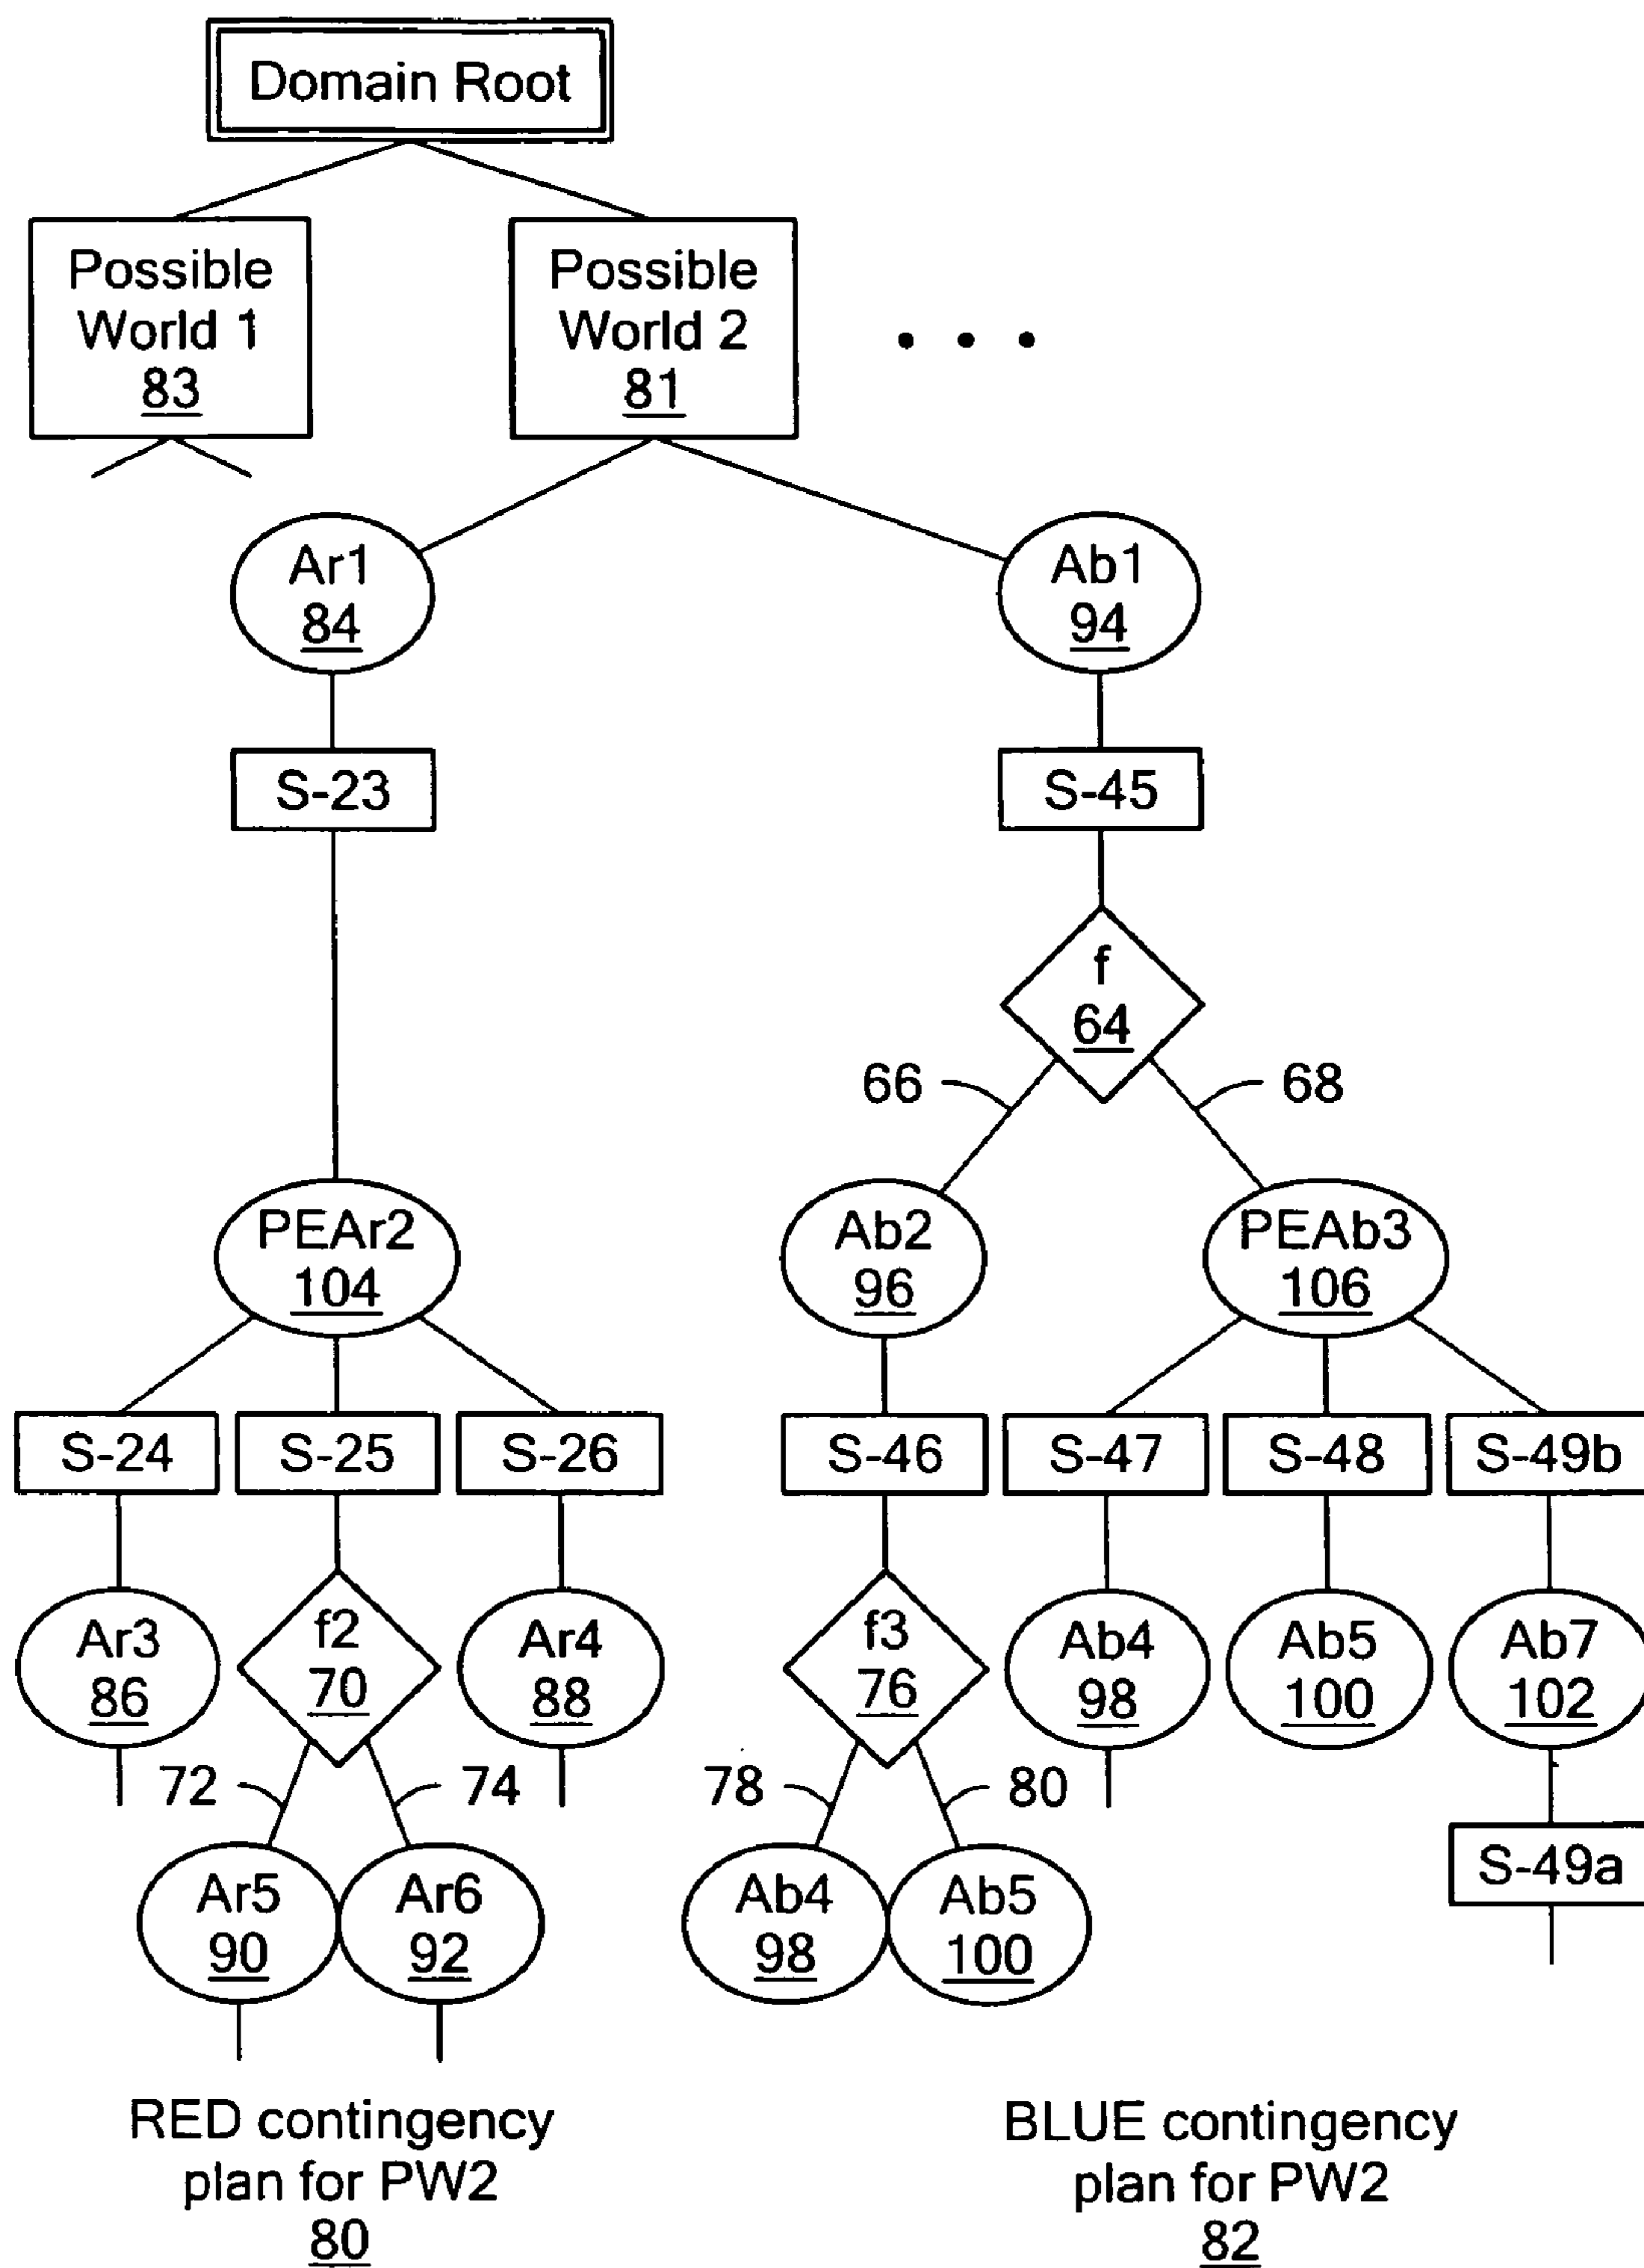 Domain Root
Possible
World 1
83
Possible
World 2
81
• • •
Ar1
84
Ab1
94
S-23
S-45
f
64
66
68
PEAr2
104
Ab2
96
PEAb3
106
S-24
S-25
S-26
S-46
S-47
S-48
S-49b
Ar3
86
f2
70
Ar4
88
f3
76
Ab4
98
Ab5
100
Ab7
102
72
74
78
80
S-49a
Ar5
90
Ar6
92
Ab4
98
Ab5
100
RED contingency
plan for PW2
80
BLUE contingency
plan for PW2
82